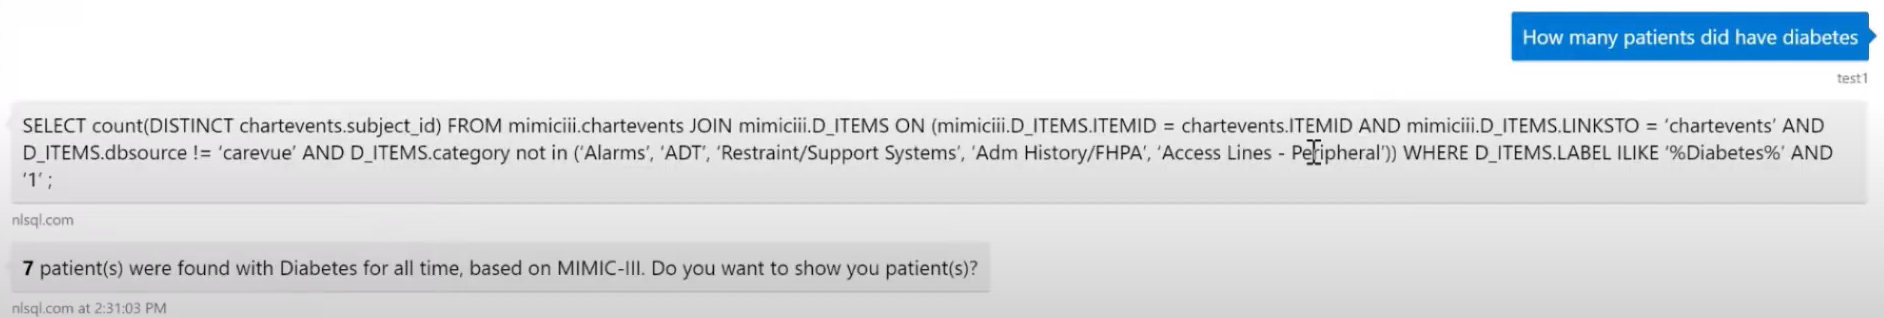 How many patients did have diabetes
test1
SELECT count(DISTINCT chartevents.subject_id) FROM mimiciii.chartevents JOIN mimiciii.D_ITEMS ON (mimiciii.D_ITEMS.ITEMID = chartevents.ITEMID AND mimiciii.D_ITEMS.LINKSTO = ‘chartevents’ AND
D_ITEMS.dbsource != ‘carevue’ AND D_ITEMS.category not in (‘Alarms’, ‘ADT’, ‘Restraint/Support Systems’, ‘Adm History/FHPA’, ‘Access Lines - Peripheral’)) WHERE D_ITEMS.LABEL ILIKE ‘%Diabetes%’ AND
‘1’ ;
nlsql.com
7 patient(s) were found with Diabetes for all time, based on MIMIC-III. Do you want to show you patient(s)?
nlsql.com at 2:31:03 PM